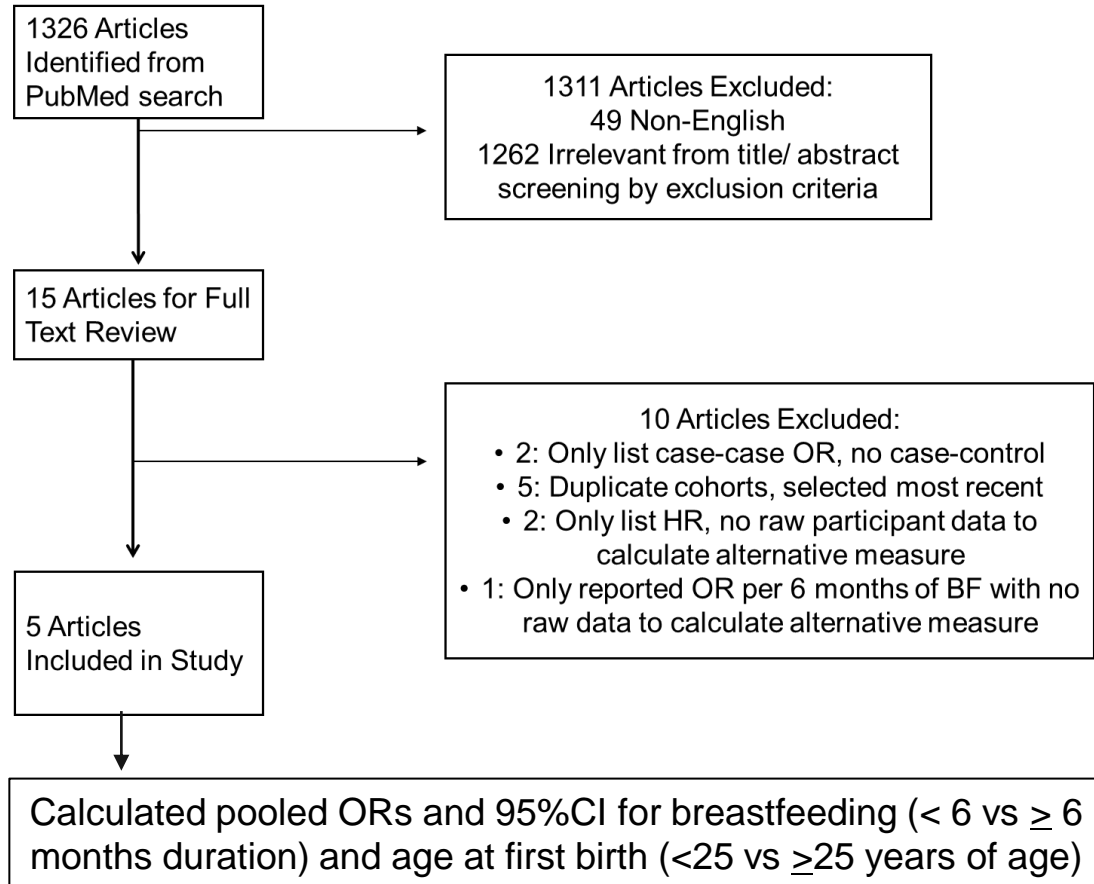 1326 Articles
Identified from
PubMed search
1311 Articles Excluded:
49 Non-English
1262 Irrelevant from title/ abstract
screening by exclusion criteria
15 Articles for Full
Text Review
10 Articles Excluded:
• 2: Only list case-case OR, no case-control
• 5: Duplicate cohorts, selected most recent
• 2: Only list HR, no raw participant data to
calculate alternative measure
• 1: Only reported OR per 6 months of BF with no
raw data to calculate alternative measure
5 Articles
Included in Study
Calculated pooled ORs and 95%CI for breastfeeding (< 6 vs ≥ 6
months duration) and age at first birth (<25 vs ≥25 years of age)